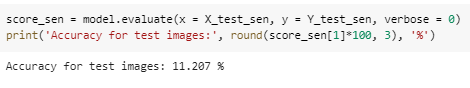 score_sen = model.evaluate(x = X_test_sen, y = Y_test_sen, verbose = 0)
print('Accuracy for test images:', round(score_sen[1]*100, 3), '%')
Accuracy for test images: 11.207 %